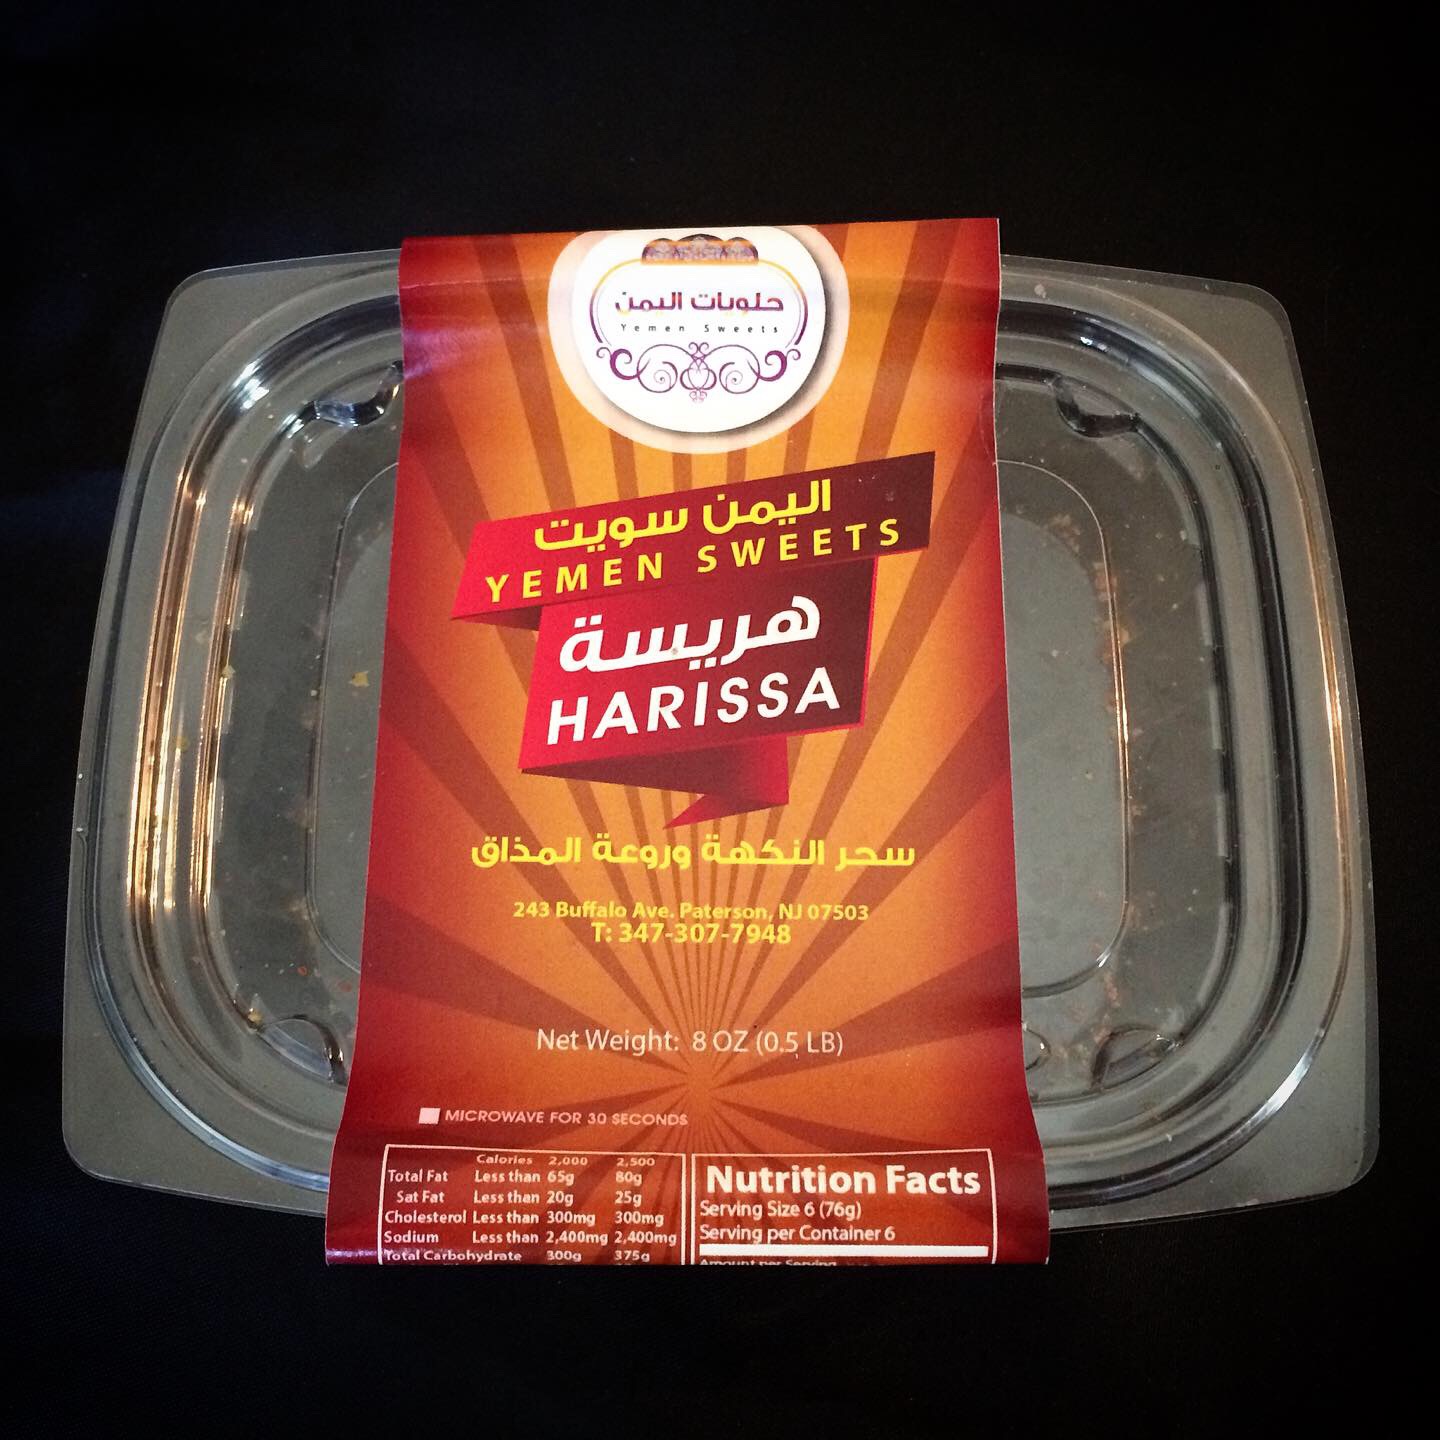 حلويات اليمن
Yemen Sweets
اليمن سويت
YEMEN SWEETS
هريسة
HARISSA
سحر النكهة وروعة المذاق
243 Buffalo Ave. Paterson, NJ 07503
T: 347-307-7948
Net Weight: 8 OZ (0.5 LB)
MICROWAVE FOR 30 SECONDS
Calories 2,000 2,500
Total Fat Less than 65g 80g
Sat Fat Less than 20g 25g
Cholesterol Less than 300mg 300mg
Sodium Less than 2,400mg 2,400mg
Total Carbohydrate 300g 375g
Nutrition Facts
Serving Size 6 (76g)
Serving per Container 6
Amount per Serving